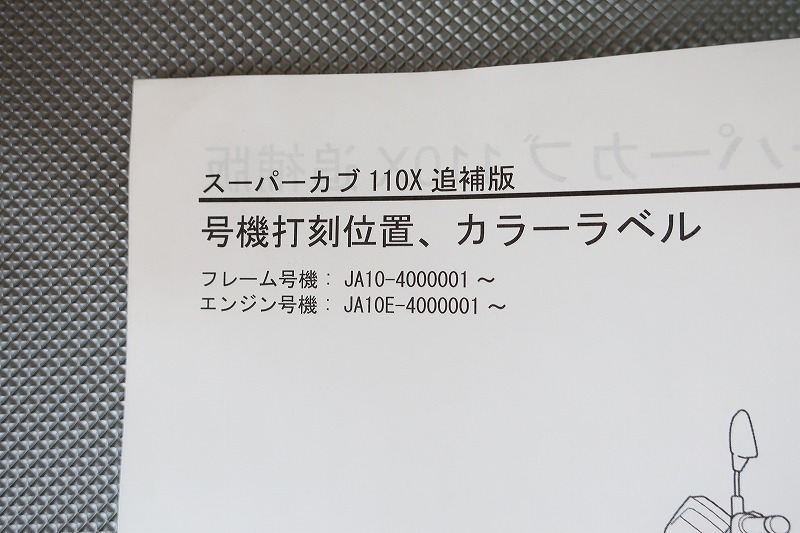 スーパーカブ 110X 追補版
号機打刻位置、カラーラベル
フレーム号機： JA10-4000001 ～
エンジン号機： JA10E-4000001 ～